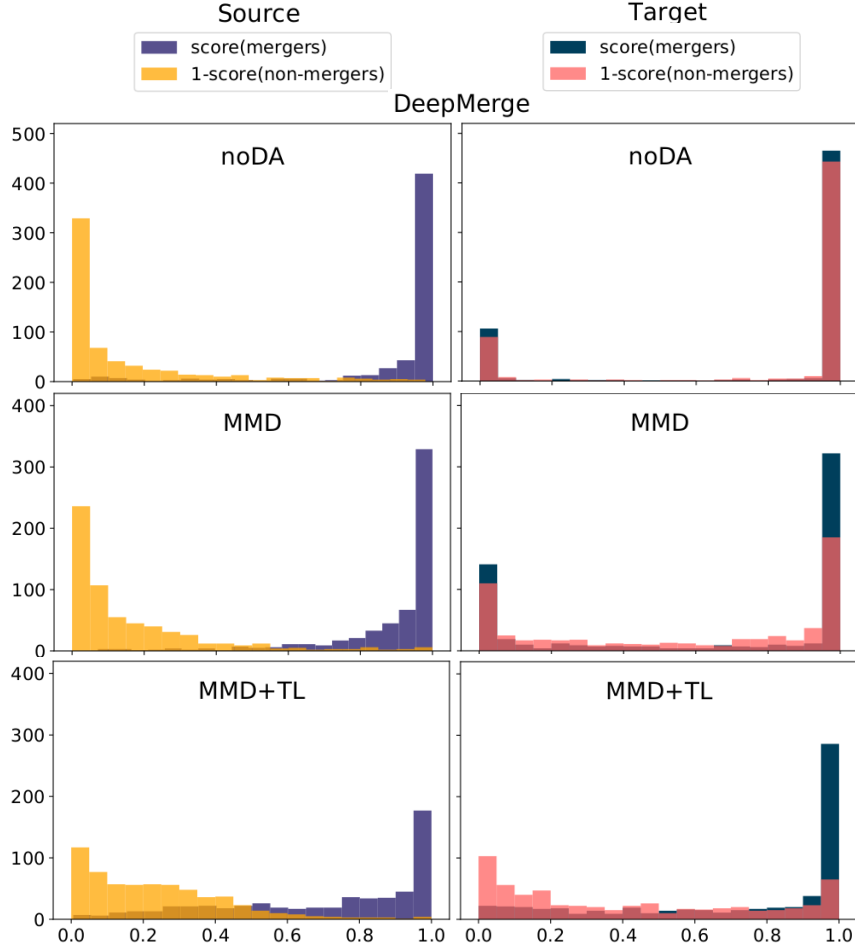 Source
Target
score(mergers)
1-score(non-mergers)
score(mergers)
1-score(non-mergers)
DeepMerge
500
400
300
200
100
0
noDA
noDA
400
300
200
100
0
MMD
MMD
400
300
200
100
0
MMD+TL
MMD+TL
0.0 0.2 0.4 0.6 0.8 1.0
0.0 0.2 0.4 0.6 0.8 1.0